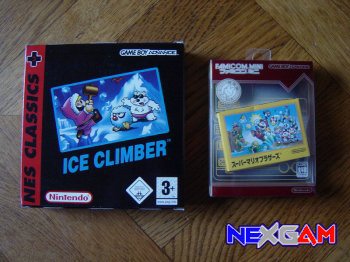 GAME BOY ADVANCE
NES CLASSICS
ICE CLIMBER
Nintendo
3+
FAMICOM MINI
GAME BOY ADVANCE
スーパーマリオブラザーズ
Nintendo
NEXGAM